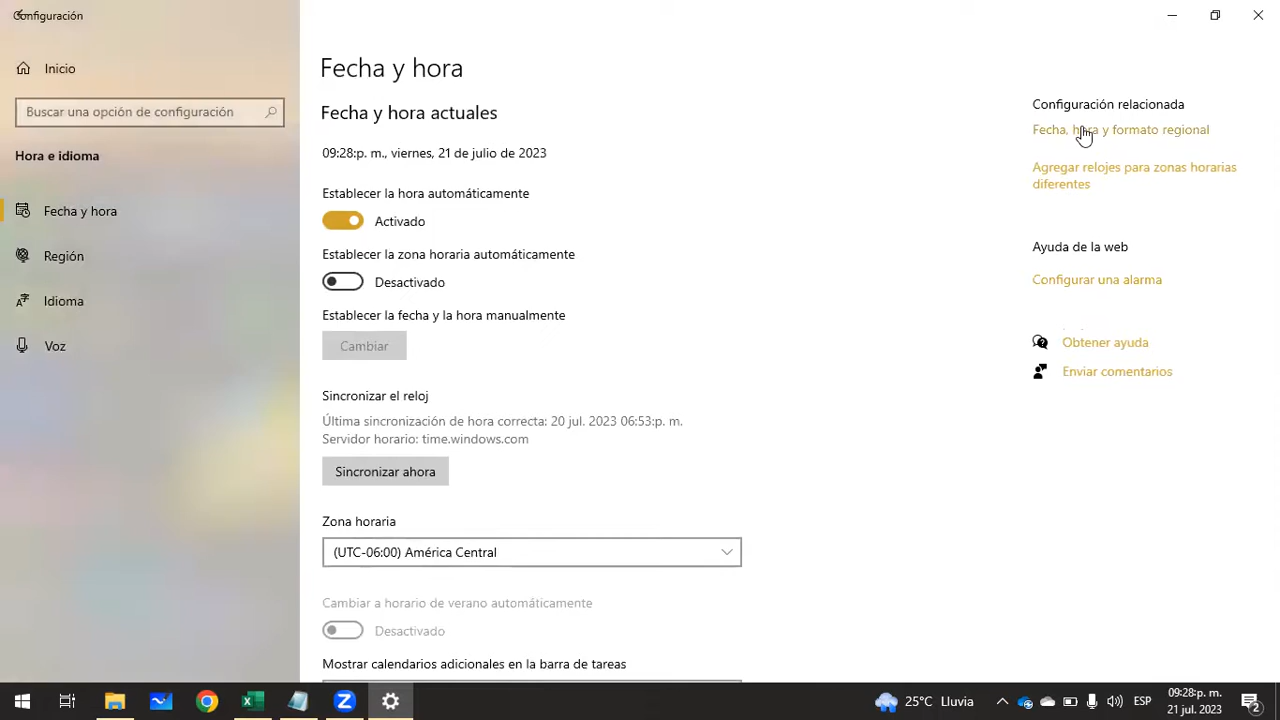 Configuración
Inicio
Buscar una opción de configuración
Hora e idioma
Fecha y hora
Región
Idioma
Voz
Fecha y hora
Fecha y hora actuales
09:28:p. m., viernes, 21 de julio de 2023
Establecer la hora automáticamente
Activado
Establecer la zona horaria automáticamente
Desactivado
Establecer la fecha y la hora manualmente
Cambiar
Sincronizar el reloj
Última sincronización de hora correcta: 20 jul. 2023 06:53:p. m.
Servidor horario: time.windows.com
Sincronizar ahora
Zona horaria
(UTC-06:00) América Central
Cambiar a horario de verano automáticamente
Desactivado
Mostrar calendarios adicionales en la barra de tareas
Configuración relacionada
Fecha, hora y formato regional
Agregar relojes para zonas horarias
diferentes
Ayuda de la web
Configurar una alarma
Obtener ayuda
Enviar comentarios
25°C Lluvia
ESP
09:28:p. m.
21 jul. 2023
2